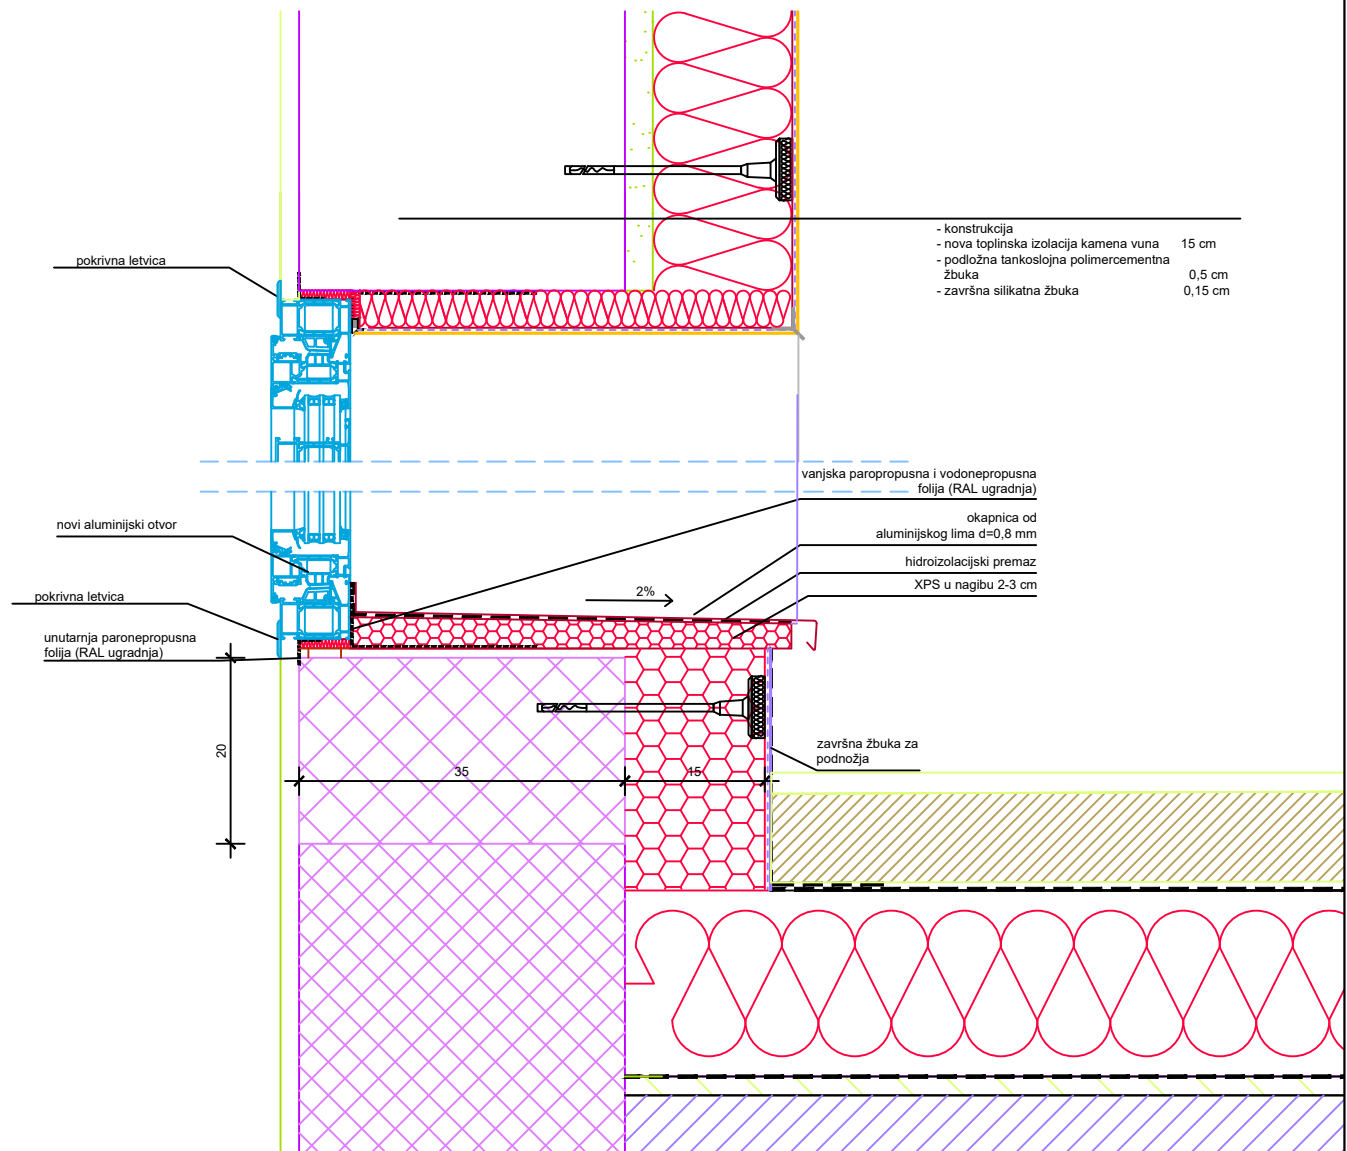 - konstrukcija
- nova toplinska izolacija kamena vuna 15 cm
- podložna tankoslojna polimercementna
žbuka 0,5 cm
- završna silikatna žbuka 0,15 cm
pokrivna letvica
vanjska paropropusna i vodonepropusna
folija (RAL ugradnja)
okapnica od
aluminijskog lima d=0,8 mm
hidroizolacijski premaz
XPS u nagibu 2-3 cm
novi aluminijski otvor
2%
pokrivna letvica
unutarnja paronepropusna
folija (RAL ugradnja)
20
35
15
završna žbuka za
podnožja